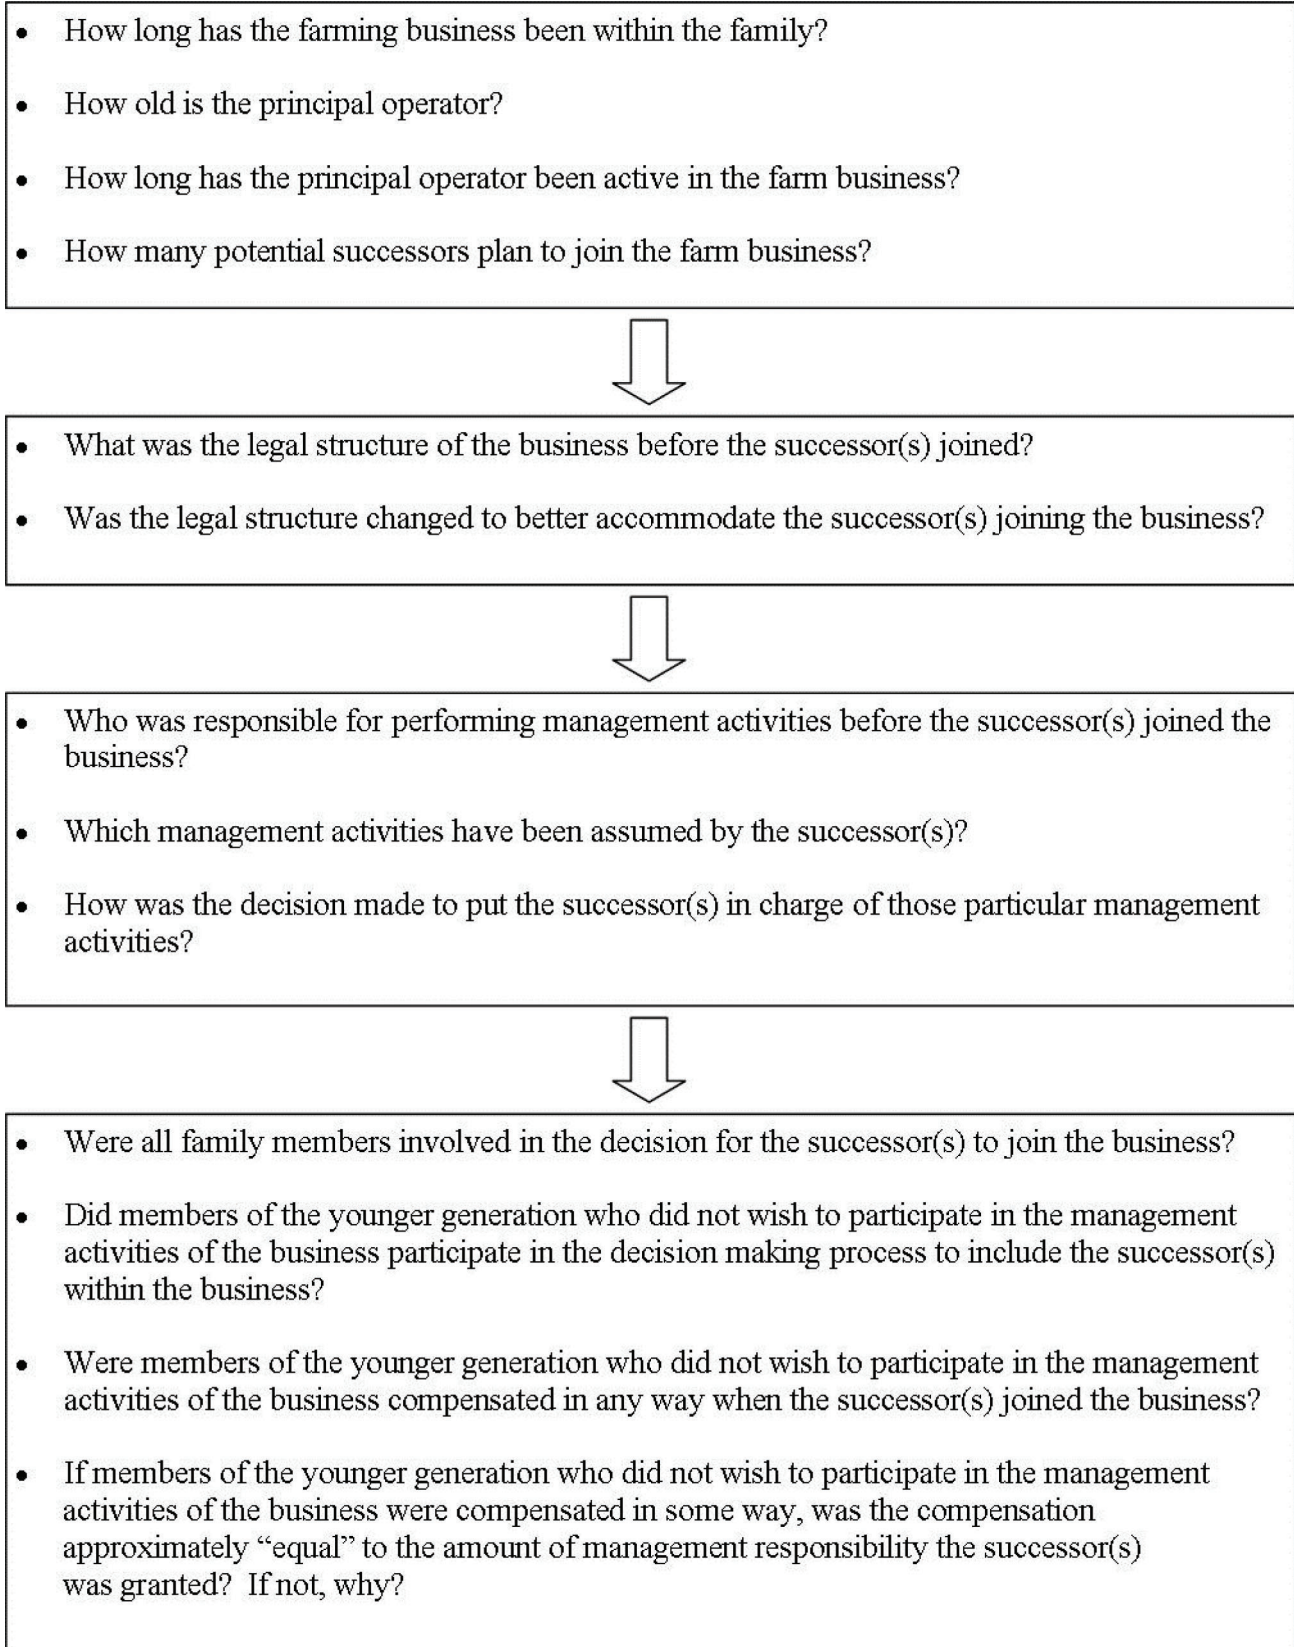 • How long has the farming business been within the family?
• How old is the principal operator?
• How long has the principal operator been active in the farm business?
• How many potential successors plan to join the farm business?
• What was the legal structure of the business before the successor(s) joined?
• Was the legal structure changed to better accommodate the successor(s) joining the business?
• Who was responsible for performing management activities before the successor(s) joined the
business?
• Which management activities have been assumed by the successor(s)?
• How was the decision made to put the successor(s) in charge of those particular management
activities?
• Were all family members involved in the decision for the successor(s) to join the business?
• Did members of the younger generation who did not wish to participate in the management
activities of the business participate in the decision making process to include the successor(s)
within the business?
• Were members of the younger generation who did not wish to participate in the management
activities of the business compensated in any way when the successor(s) joined the business?
• If members of the younger generation who did not wish to participate in the management
activities of the business were compensated in some way, was the compensation
approximately “equal” to the amount of management responsibility the successor(s)
was granted?  If not, why?